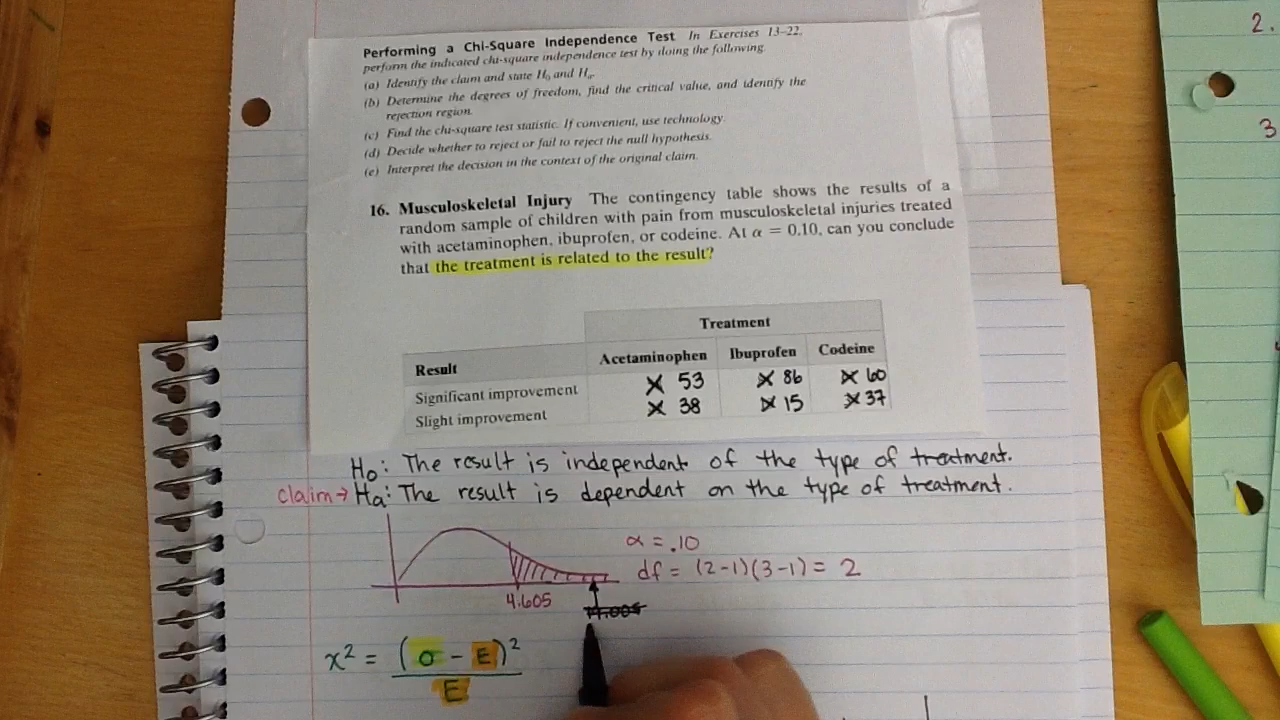 Performing a Chi-Square Independence Test In Exercises 13–22,
perform the indicated chi-square independence test by doing the following.
(a) Identify the claim and state H₀ and Hₐ.
(b) Determine the degrees of freedom, find the critical value, and identify the
rejection region.
(c) Find the chi-square test statistic. If convenient, use technology.
(d) Decide whether to reject or fail to reject the null hypothesis.
(e) Interpret the decision in the context of the original claim.
16. Musculoskeletal Injury The contingency table shows the results of a
random sample of children with pain from musculoskeletal injuries treated
with acetaminophen, ibuprofen, or codeine. At α = 0.10, can you conclude
that the treatment is related to the result?
Treatment
Result Acetaminophen Ibuprofen Codeine
Significant improvement 53 86 60
Slight improvement 38 15 37
H₀: The result is independent of the type of treatment.
claim → Ha: The result is dependent on the type of treatment.
α = .10
df = (2-1)(3-1) = 2
4.605
x² = (O - E)²
E
2.
3